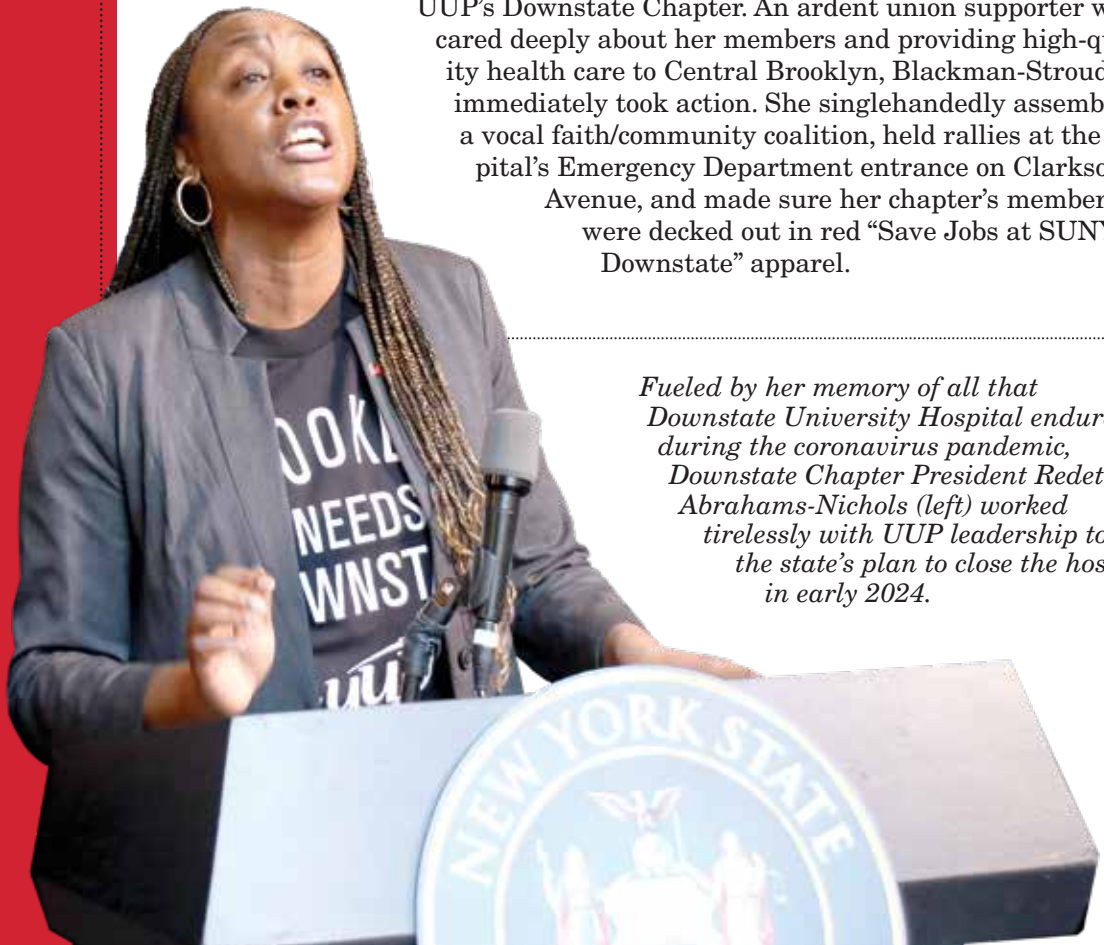 UUP's Downstate Chapter. An ardent union supporter w
cared deeply about her members and providing high-qu
ity health care to Central Brooklyn, Blackman-Stroud
immediately took action. She singlehandedly assemb
a vocal faith/community coalition, held rallies at the
pital's Emergency Department entrance on Clarkso
Avenue, and made sure her chapter's member
were decked out in red “Save Jobs at SUNY
Downstate” apparel.
Fueled by her memory of all that
Downstate University Hospital endur
during the coronavirus pandemic,
Downstate Chapter President Redet
Abrahams-Nichols (left) worked
tirelessly with UUP leadership to
the state's plan to close the hos
in early 2024.
OOKL
NEEDS
WNST
uu
NEW YORK STATE